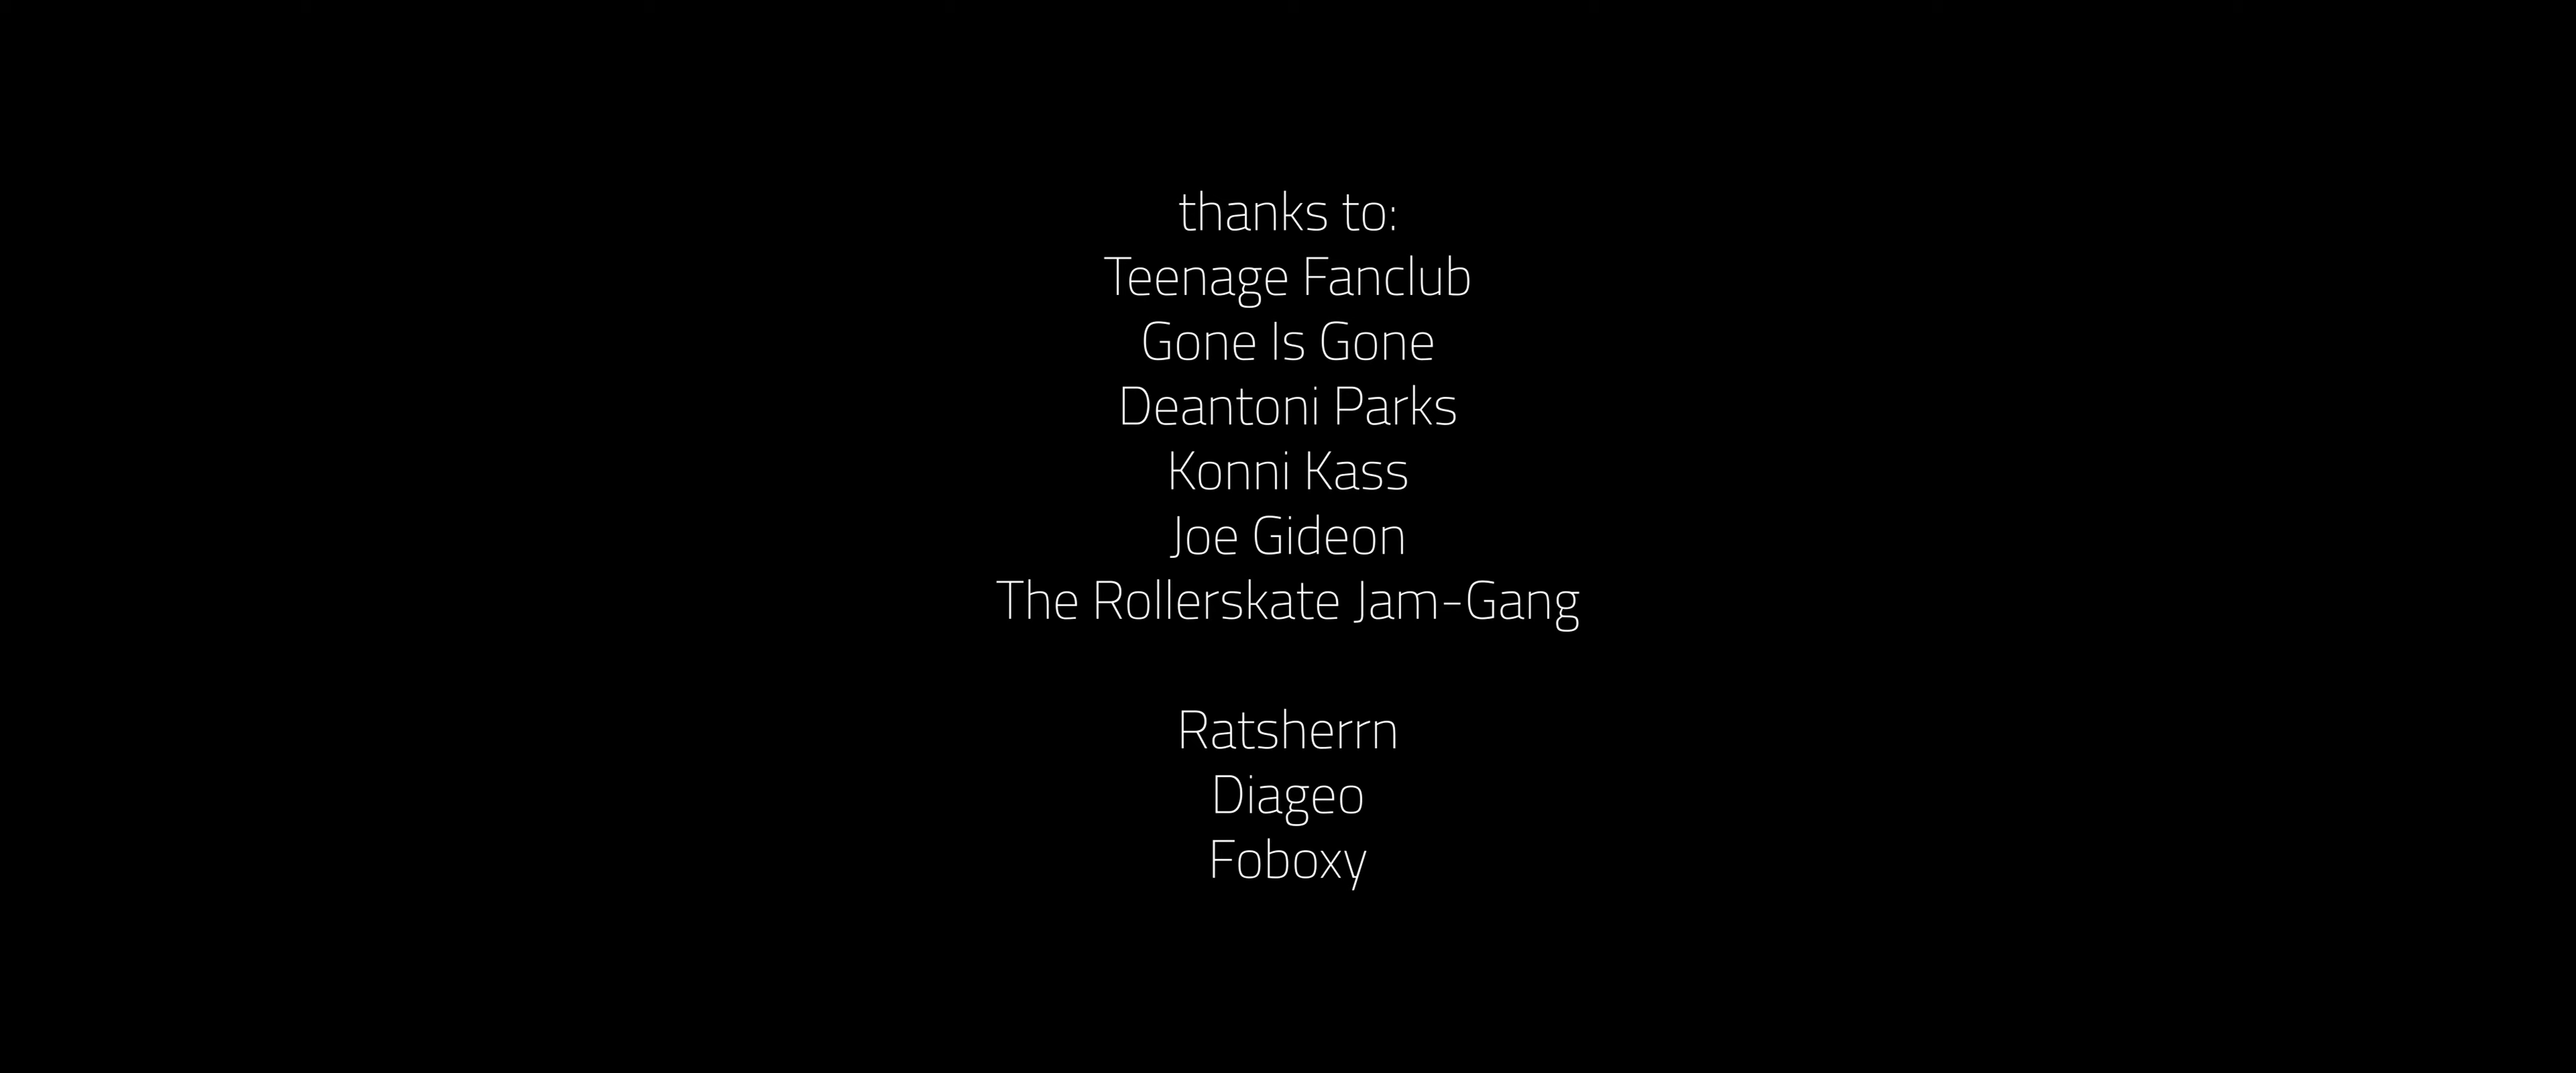 thanks to:
Teenage Fanclub
Gone Is Gone
Deantoni Parks
Konni Kass
Joe Gideon
The Rollerskate Jam-Gang
Ratsherrn
Diageo
Foboxy